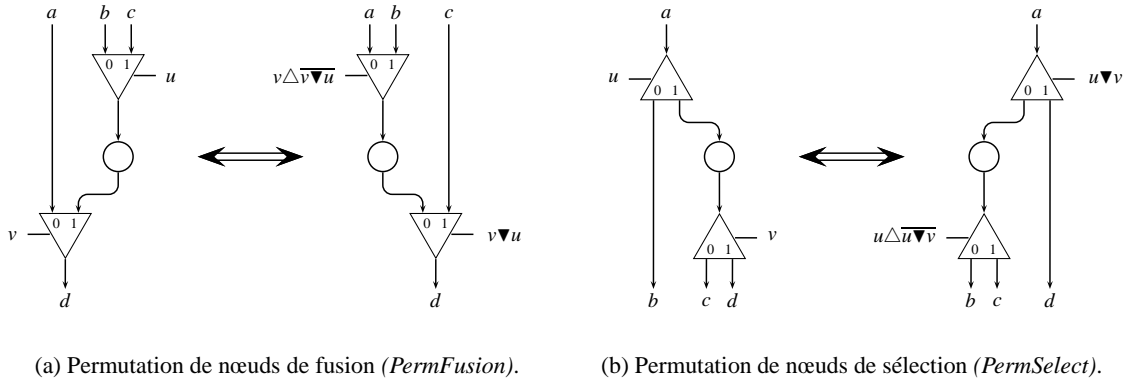 a b c a b c a a
0 1 0 1 0 1 0 1
u v△v▼u u u▼v
0 1 0 1 0 1 0 1
v v▼u v u△u▼v
d d b c d b c d
(a) Permutation de nœuds de fusion (PermFusion). (b) Permutation de nœuds de sélection (PermSelect).